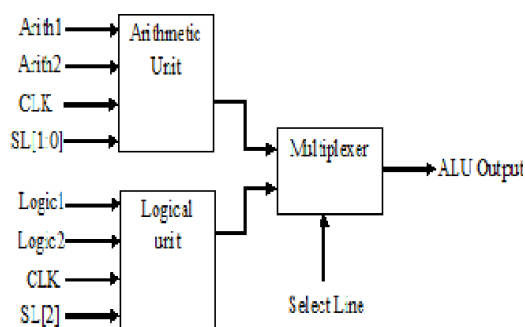 Arith1
Arith2
CLK
SL[1:0]
Arithmetic
Unit
Multiplexer
ALU Output
Logic1
Logic2
CLK
SL[2]
Logical
unit
Select Line